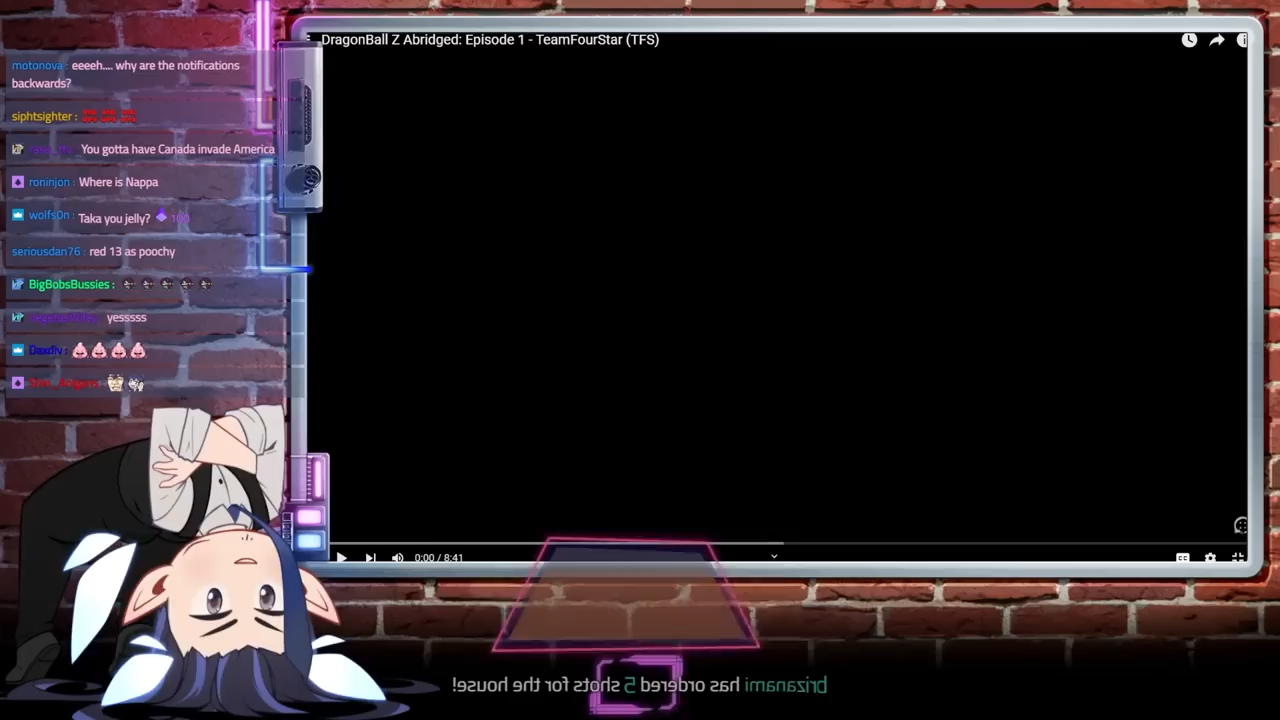 DragonBall Z Abridged: Episode 1 - TeamFourStar (TFS)
motonova : eeeeh.... why are the notifications
backwards?
siphtsighter :
You gotta have Canada invade America
roninjon : Where is Nappa
wolfs0n : Taka you jelly? 100
seriousdan76 : red 13 as poochy
BigBobsBussies :
yesssss
Daxdiv :
0:00 / 8:41
brizanami has ordered 5 shots for the house!